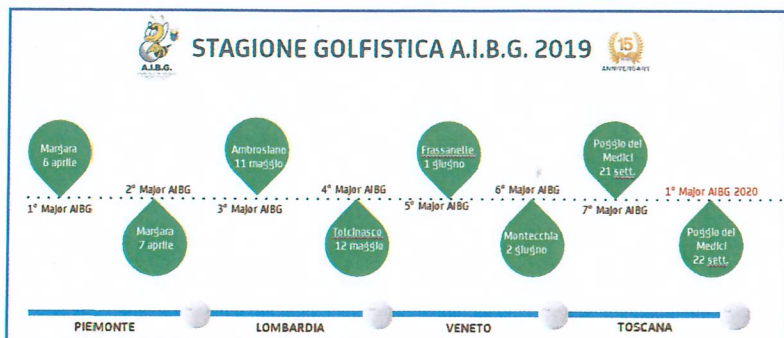 STAGIONE GOLFISTICA A.I.B.G. 2019
A.I.B.G.
15
ANNIVERSARY
Margara
6 aprile
Ambrosiano
11 maggio
Frassanelle
1 giugno
Poggio dei
Medici
21 sett.
2° Major AIBG
4° Major AIBG
6° Major AIBG
1° Major AIBG 2020
1° Major AIBG
3° Major AIBG
5° Major AIBG
7° Major AIBG
Margara
7 aprile
Tolcinasco
12 maggio
Montecchia
2 giugno
Poggio dei
Medici
22 sett.
PIEMONTE
LOMBARDIA
VENETO
TOSCANA